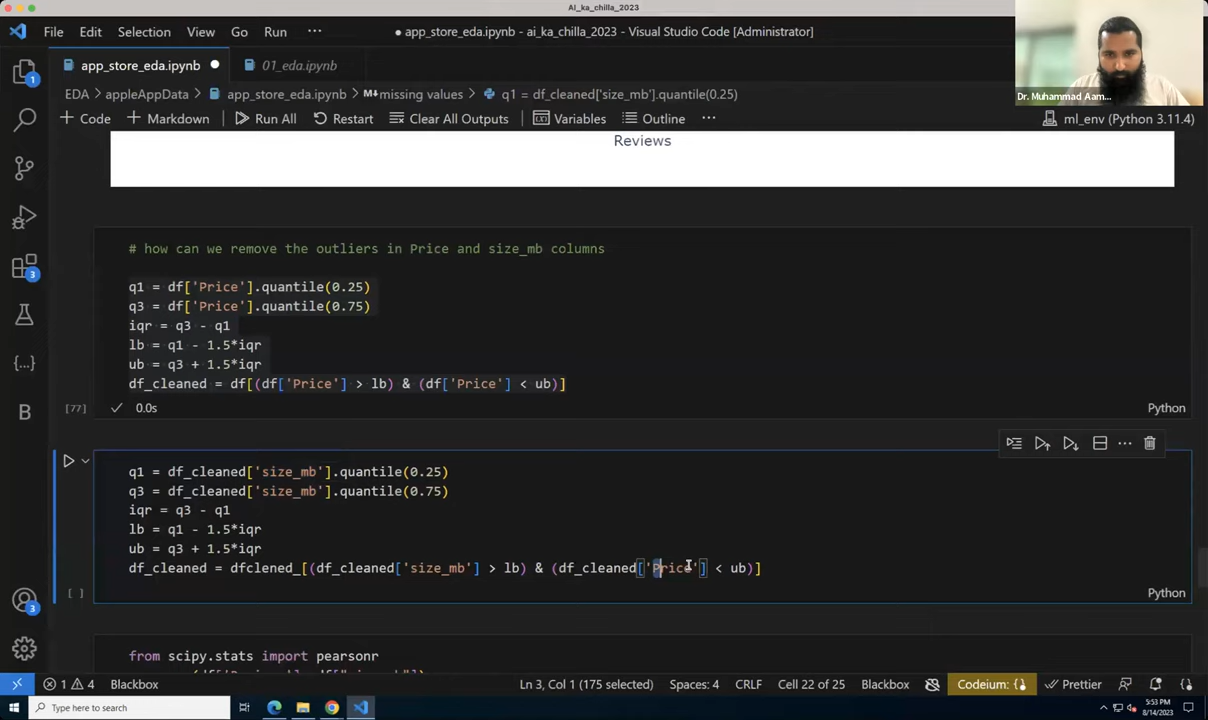 AI_ka_chilla_2023
File Edit Selection View Go Run ··· ● app_store_eda.ipynb - ai_ka_chilla_2023 - Visual Studio Code [Administrator]
app_store_eda.ipynb ● 01_eda.ipynb
Dr. Muhammad Aam...
EDA > appleAppData > app_store_eda.ipynb > missing values > q1 = df_cleaned['size_mb'].quantile(0.25)
+ Code + Markdown Run All Restart Clear All Outputs Variables Outline ··· ml_env (Python 3.11.4)
Reviews
# how can we remove the outliers in Price and size_mb columns
q1 = df['Price'].quantile(0.25)
q3 = df['Price'].quantile(0.75)
iqr = q3 - q1
lb = q1 - 1.5*iqr
ub = q3 + 1.5*iqr
df_cleaned = df[(df['Price'] > lb) & (df['Price'] < ub)]
[77] ✓ 0.0s Python
q1 = df_cleaned['size_mb'].quantile(0.25)
q3 = df_cleaned['size_mb'].quantile(0.75)
iqr = q3 - q1
lb = q1 - 1.5*iqr
ub = q3 + 1.5*iqr
df_cleaned = dfclened_[(df_cleaned['size_mb'] > lb) & (df_cleaned['Price'] < ub)]
[ ] Python
from scipy.stats import pearsonr
1 3 3 {...} B 3
1 4 Blackbox Ln 3, Col 1 (175 selected) Spaces: 4 CRLF Cell 22 of 25 Blackbox Codeium: {..} Prettier
Type here to search
5:53 PM
8/14/2023